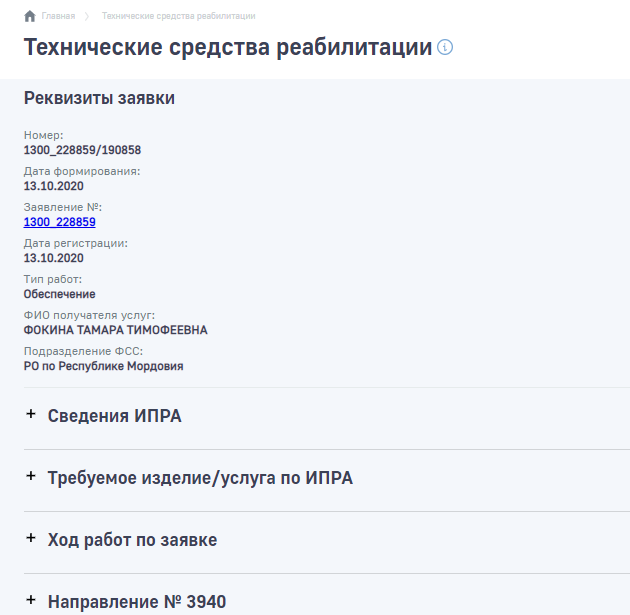 Главная
Технические средства реабилитации
Технические средства реабилитации
Реквизиты заявки
Номер:
1300_228859/190858
Дата формирования:
13.10.2020
Заявление №:
1300_228859
Дата регистрации:
13.10.2020
Тип работ:
Обеспечение
ФИО получателя услуг:
ФОКИНА ТАМАРА ТИМОФЕЕВНА
Подразделение ФСС:
РО по Республике Мордовия
+ Сведения ИПРА
+ Требуемое изделие/услуга по ИПРА
+ Ход работ по заявке
+ Направление № 3940